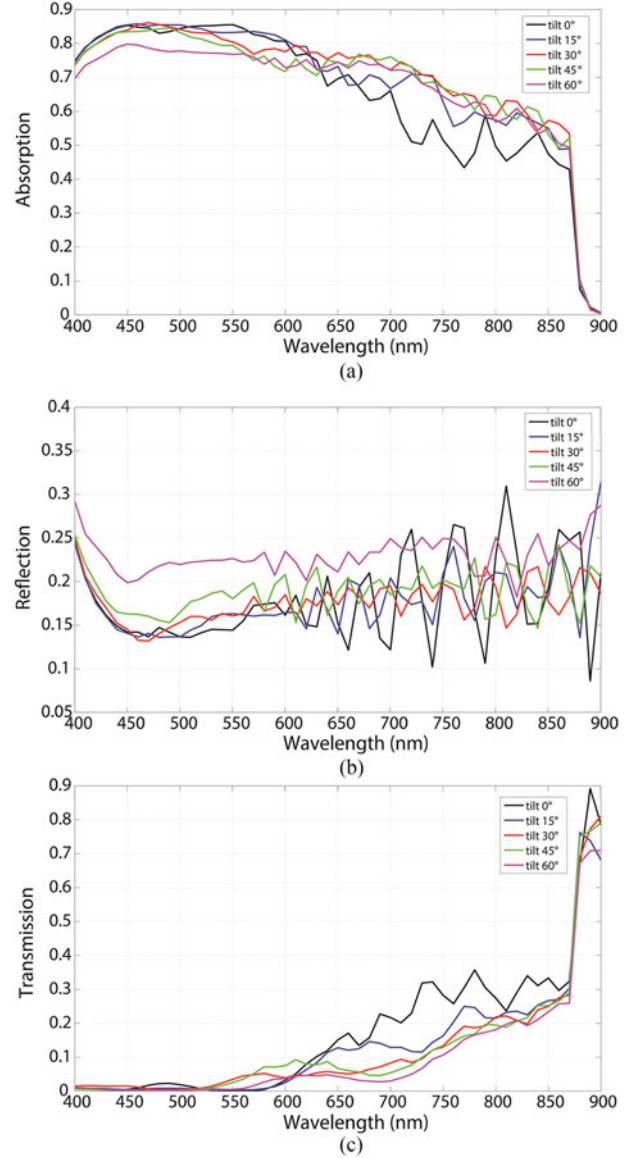 0.9
0.8
0.7
0.6
0.5
0.4
0.3
0.2
0.1
0
Absorption
tilt 0°
tilt 15°
tilt 30°
tilt 45°
tilt 60°
400 450 500 550 600 650 700 750 800 850 900
Wavelength (nm)
(a)
0.4
0.35
0.3
0.25
0.2
0.15
0.1
0.05
Reflection
tilt 0°
tilt 15°
tilt 30°
tilt 45°
tilt 60°
400 450 500 550 600 650 700 750 800 850 900
Wavelength (nm)
(b)
0.9
0.8
0.7
0.6
0.5
0.4
0.3
0.2
0.1
0
Transmission
tilt 0°
tilt 15°
tilt 30°
tilt 45°
tilt 60°
400 450 500 550 600 650 700 750 800 850 900
Wavelength (nm)
(c)